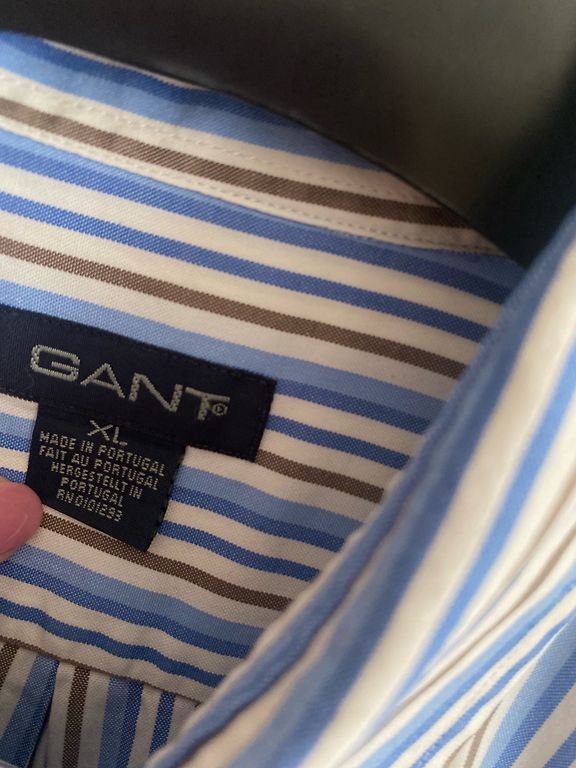 GANT
XL
MADE IN PORTUGAL
FAIT AU PORTUGAL
HERGESTELLT IN
PORTUGAL
RN0101293